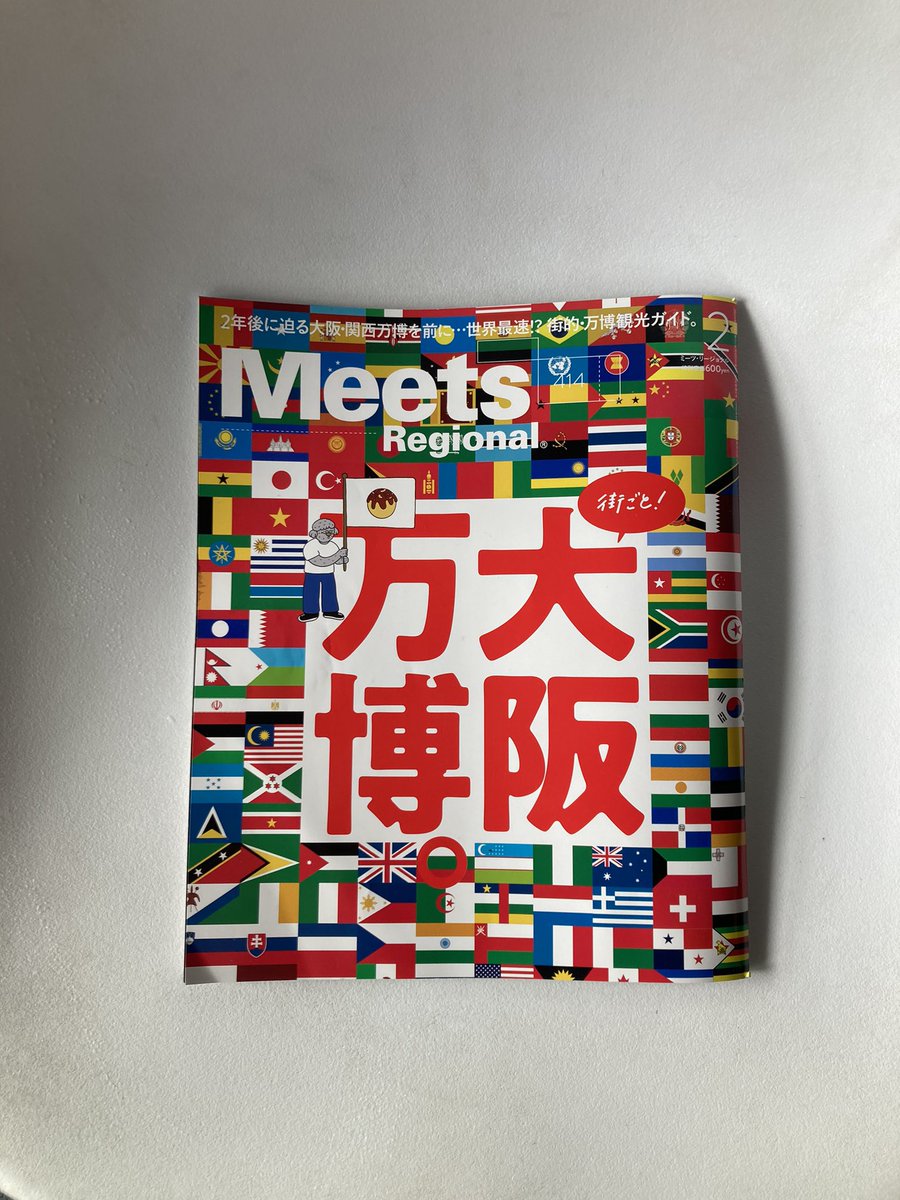 2年後に迫る大阪・関西万博を前に…世界最速!? 街的・万博観光ガイド。
2
ミーツ・リージョナル
600yen
Meets
414
Regional®
街ごと!
大阪
万博。